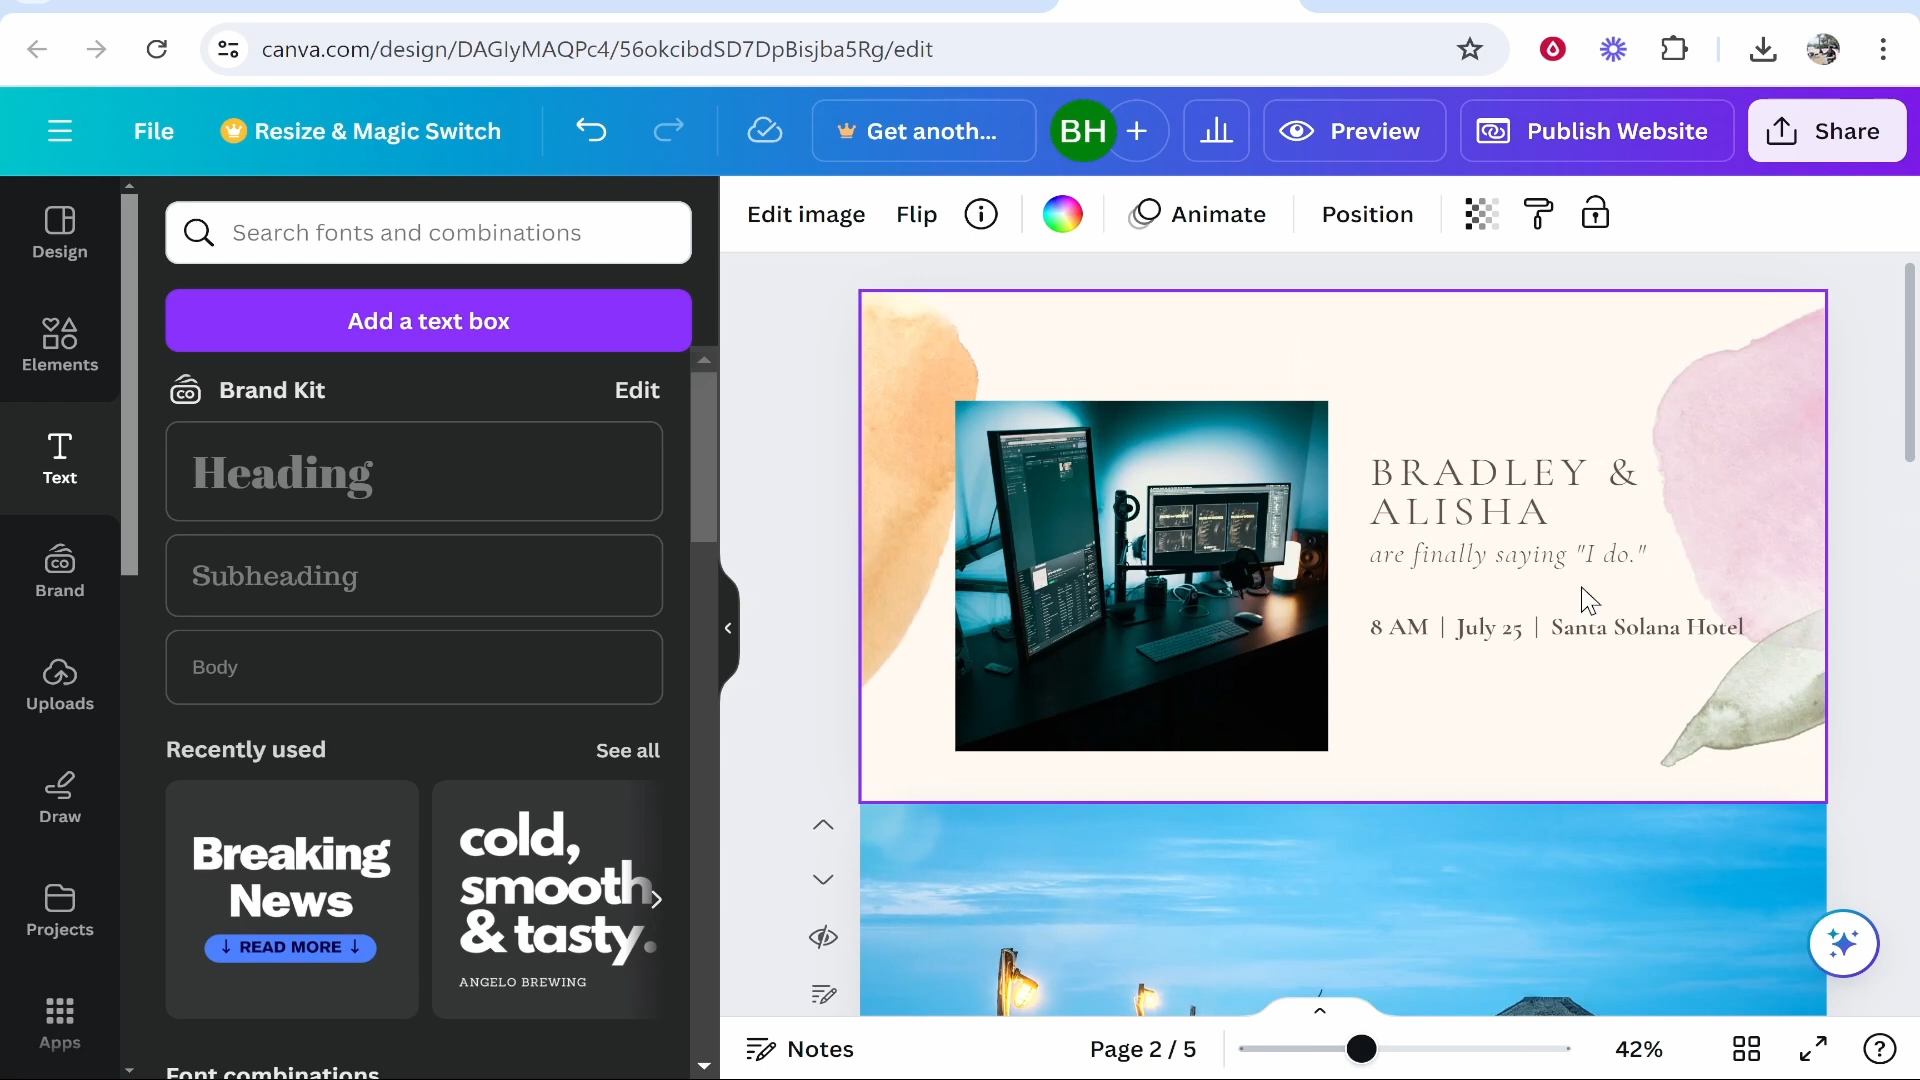 canva.com/design/DAGIyMAQPc4/56okcibdSD7DpBisjba5Rg/edit
File
Resize & Magic Switch
Get anoth...
BH
Preview
Publish Website
Share
Design
Elements
Text
Brand
Uploads
Draw
Projects
Apps
Search fonts and combinations
Add a text box
Brand Kit
Edit
Heading
Subheading
Body
Recently used
See all
Breaking
News
↓ READ MORE ↓
cold,
smooth
& tasty.
ANGELO BREWING
Font combinations
Edit image
Flip
Animate
Position
BRADLEY &
ALISHA
are finally saying "I do."
8 AM | July 25 | Santa Solana Hotel
Notes
Page 2 / 5
42%